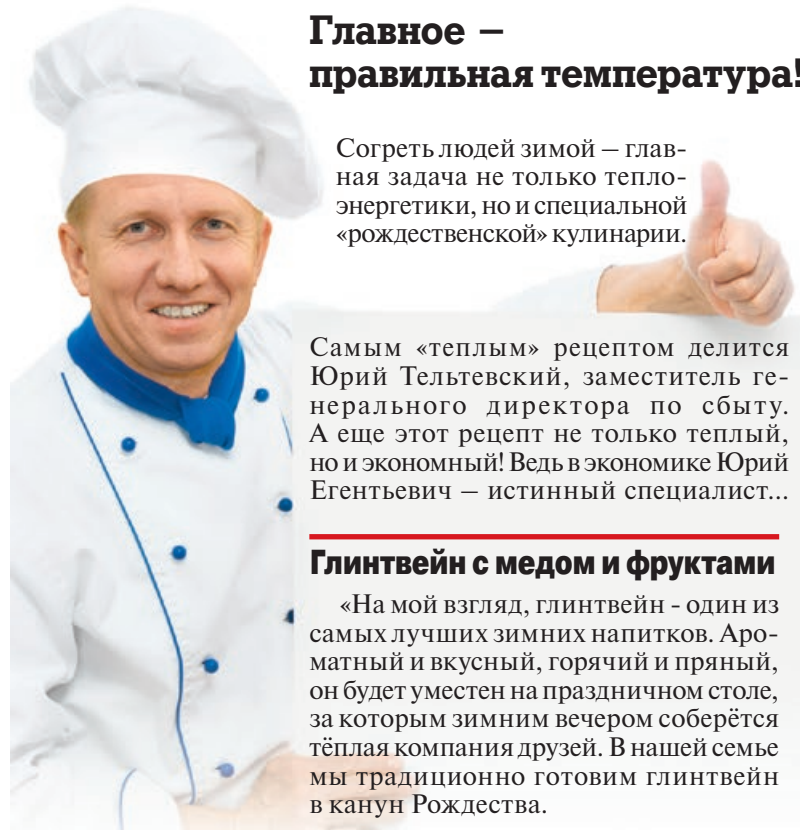 Главное –
правильная температура!
Согреть людей зимой – глав-
ная задача не только тепло-
энергетики, но и специальной
«рождественской» кулинарии.
Самым «теплым» рецептом делится
Юрий Тельтевский, заместитель ге-
нерального директора по сбыту.
А еще этот рецепт не только теплый,
но и экономный! Ведь в экономике Юрий
Егентьевич – истинный специалист...
Глинтвейн с медом и фруктами
«На мой взгляд, глинтвейн - один из
самых лучших зимних напитков. Аро-
матный и вкусный, горячий и пряный,
он будет уместен на праздничном столе,
за которым зимним вечером соберётся
тёплая компания друзей. В нашей семье
мы традиционно готовим глинтвейн
в канун Рождества.